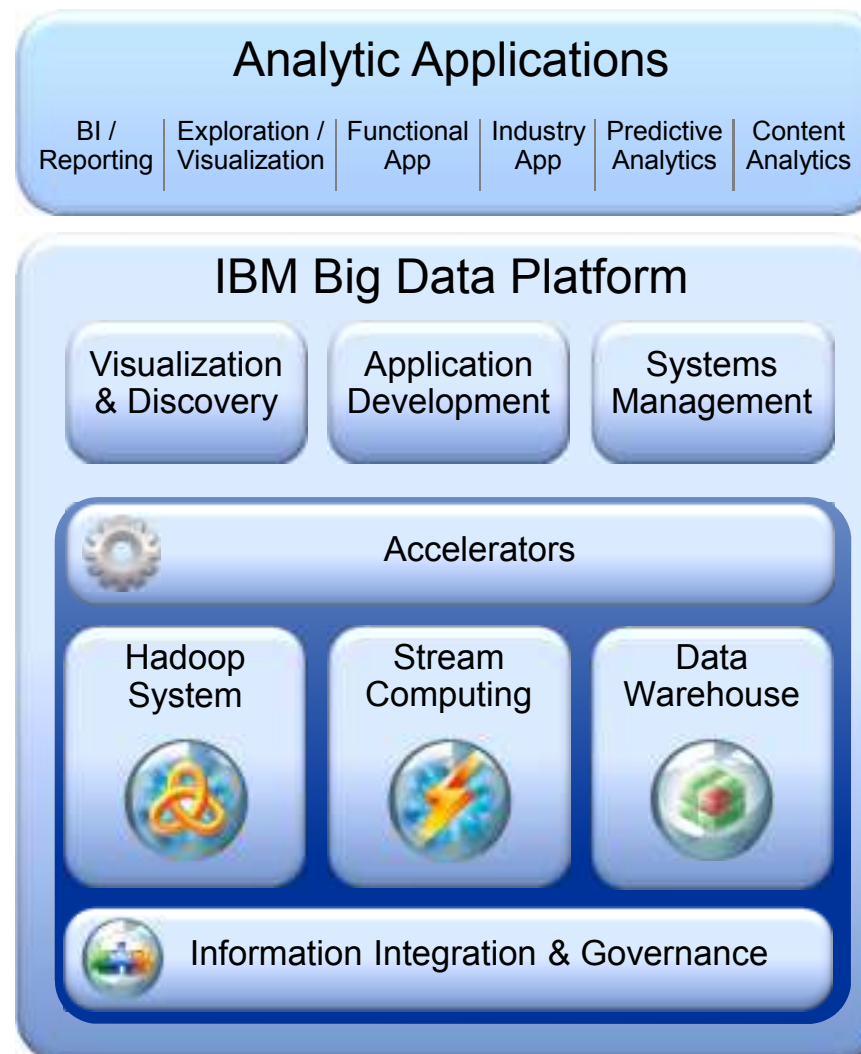 Analytic Applications
BI / Reporting
Exploration / Visualization
Functional App
Industry App
Predictive Analytics
Content Analytics
IBM Big Data Platform
Visualization
& Discovery
Application
Development
Systems
Management
Accelerators
Hadoop
System
Stream
Computing
Data
Warehouse
Information Integration & Governance